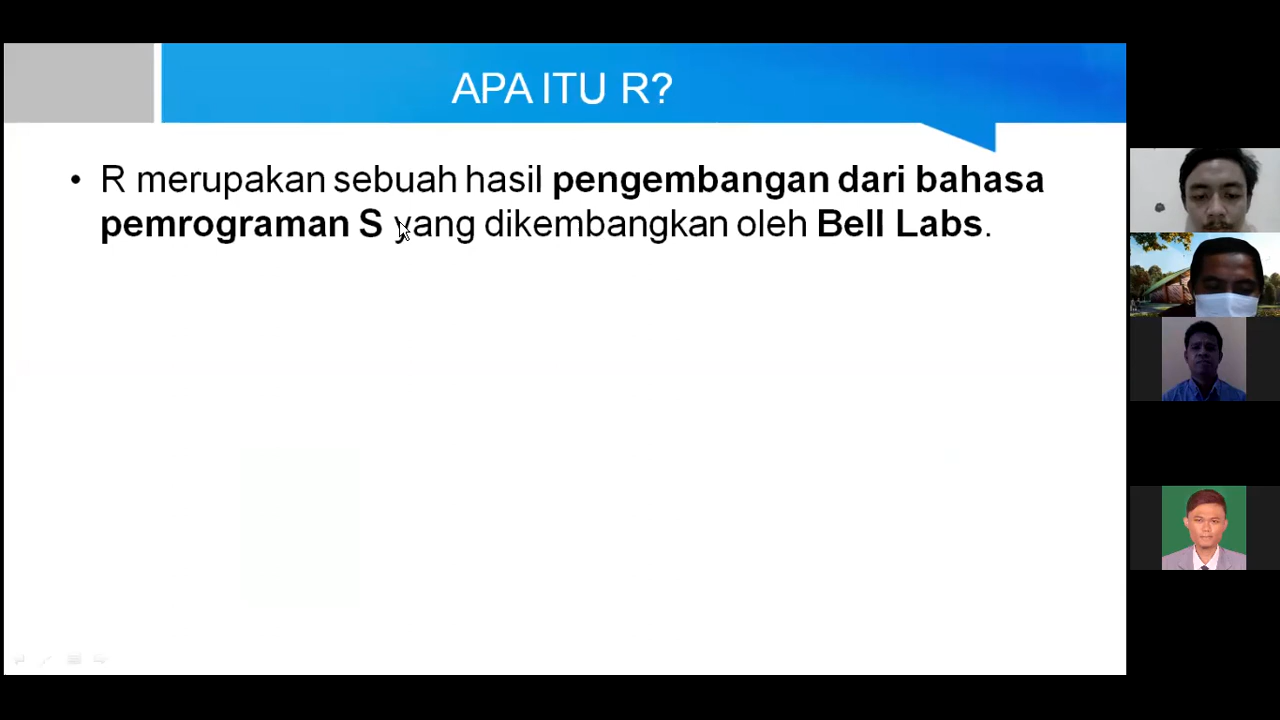 APA ITU R?
• R merupakan sebuah hasil pengembangan dari bahasa
pemrograman S yang dikembangkan oleh Bell Labs.